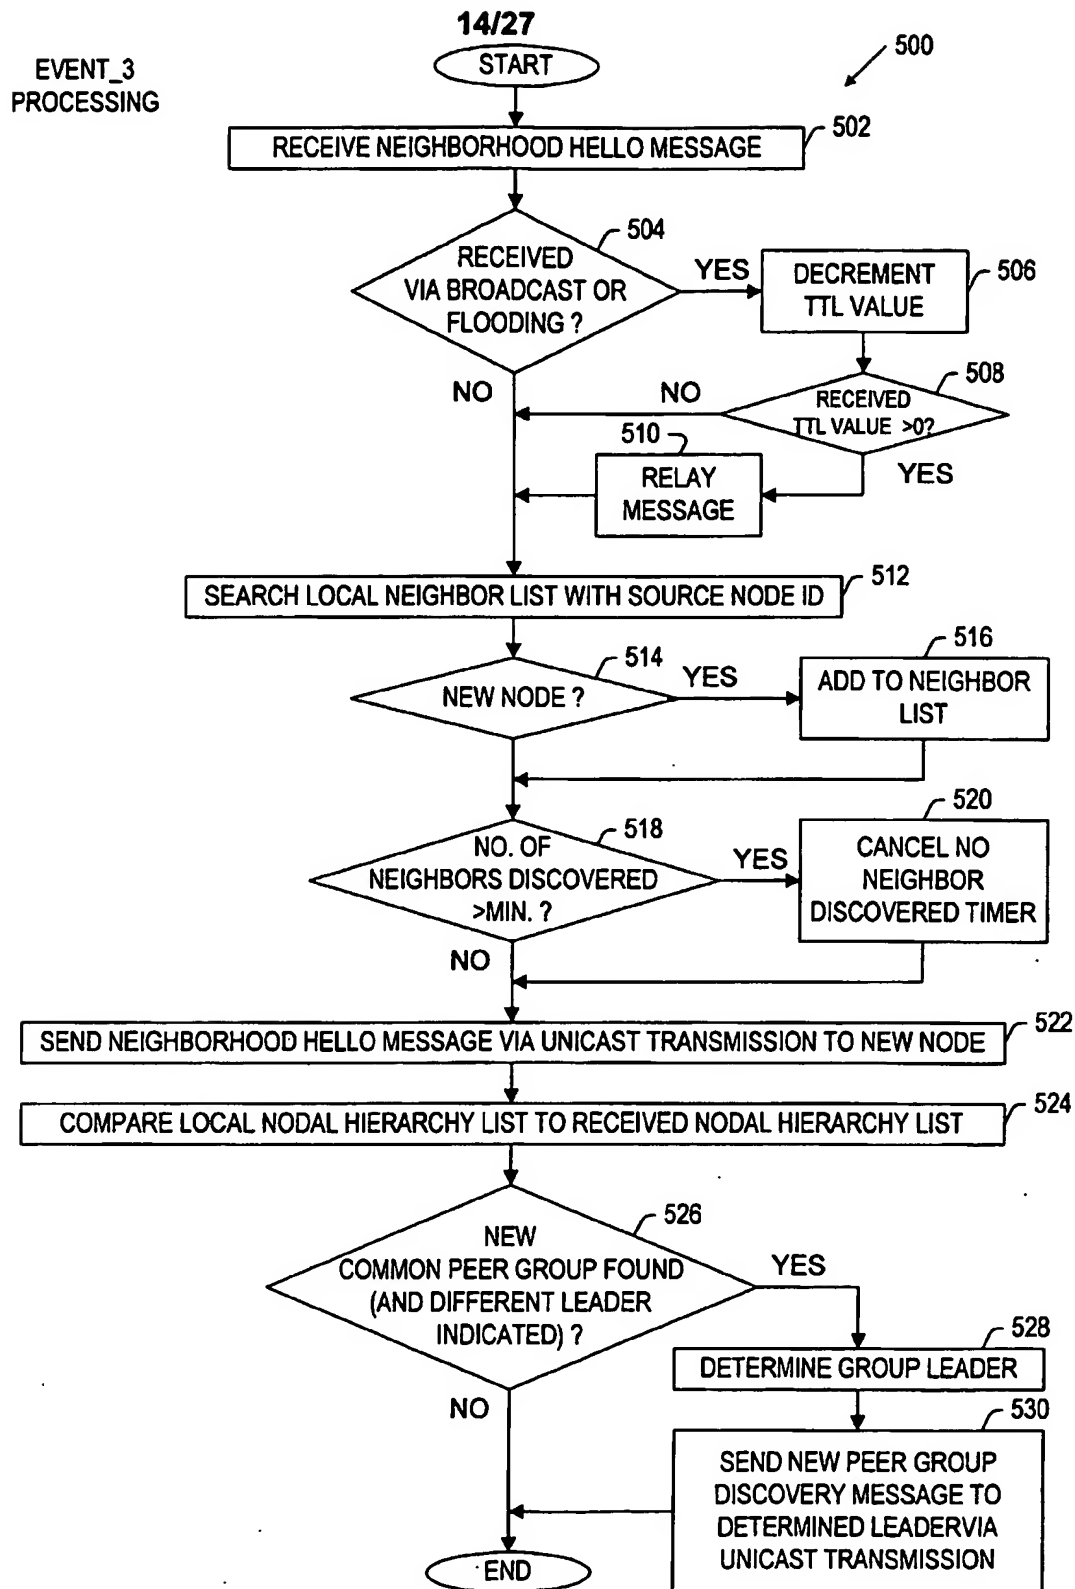 14/27
EVENT_3
PROCESSING
START
500
RECEIVE NEIGHBORHOOD HELLO MESSAGE
502
RECEIVED
VIA BROADCAST OR
FLOODING ?
504
YES
NO
DECREMENT
TTL VALUE
506
RECEIVED
TTL VALUE >0?
508
NO
YES
510
RELAY
MESSAGE
SEARCH LOCAL NEIGHBOR LIST WITH SOURCE NODE ID
512
NEW NODE ?
514
YES
516
ADD TO NEIGHBOR
LIST
NO. OF
NEIGHBORS DISCOVERED
>MIN. ?
518
YES
NO
520
CANCEL NO
NEIGHBOR
DISCOVERED TIMER
SEND NEIGHBORHOOD HELLO MESSAGE VIA UNICAST TRANSMISSION TO NEW NODE
522
COMPARE LOCAL NODAL HIERARCHY LIST TO RECEIVED NODAL HIERARCHY LIST
524
NEW
COMMON PEER GROUP FOUND
(AND DIFFERENT LEADER
INDICATED) ?
526
YES
NO
528
DETERMINE GROUP LEADER
530
SEND NEW PEER GROUP
DISCOVERY MESSAGE TO
DETERMINED LEADERVIA
UNICAST TRANSMISSION
END